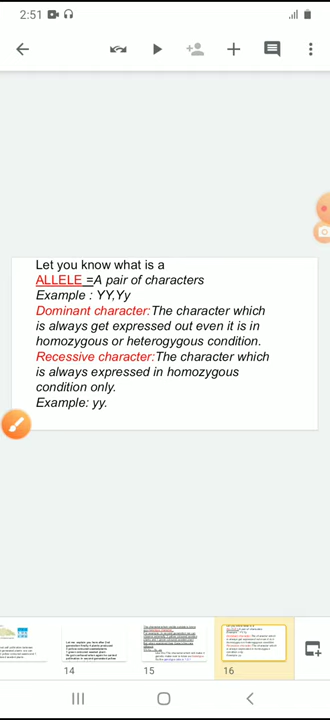 2:51
Let you know what is a
ALLELE =A pair of characters
Example : YY,Yy
Dominant character:The character which
is always get expressed out even it is in
homozygous or heterogygous condition.
Recessive character:The character which
is always expressed in homozygous
condition only.
Example: yy.
14
15
16